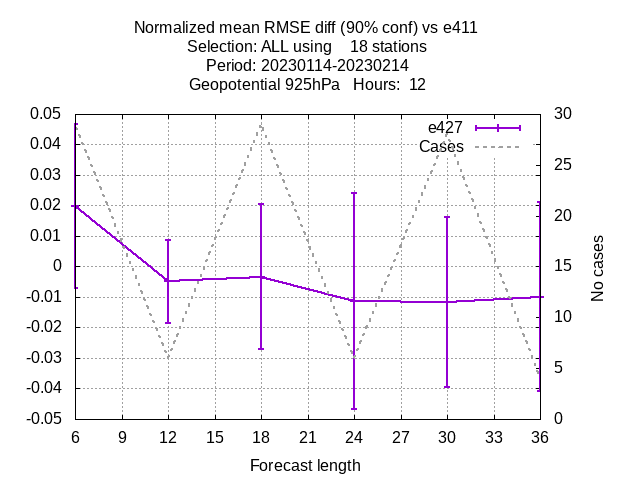 Normalized mean RMSE diff (90% conf) vs e411
Selection: ALL using    18 stations
Period: 20230114-20230214
Geopotential 925hPa   Hours:  12
e427
Cases
0.05
0.04
0.03
0.02
0.01
0
-0.01
-0.02
-0.03
-0.04
-0.05
30
25
20
15
10
5
0
No cases
6 9 12 15 18 21 24 27 30 33 36
Forecast length